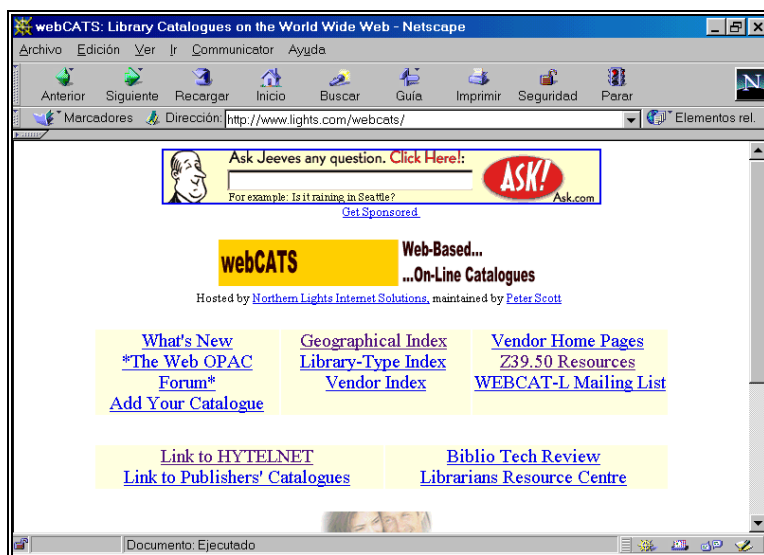 webCATS: Library Catalogues on the World Wide Web - Netscape
Archivo Edición Ver Ir Communicator Ayuda
Anterior Siguiente Recargar Inicio Buscar Guía Imprimir Seguridad Parar
N
Marcadores Dirección: http://www.lights.com/webcats/ Elementos rel.
Ask Jeeves any question. Click Here!:
ASK!
For example: Is it raining in Seattle?
Ask.com
Get Sponsored
webCATS
Web-Based...
...On-Line Catalogues
Hosted by Northern Lights Internet Solutions, maintained by Peter Scott
What's New
*The Web OPAC
Forum*
Add Your Catalogue
Geographical Index
Library-Type Index
Vendor Index
Vendor Home Pages
Z39.50 Resources
WEBCAT-L Mailing List
Link to HYTELNET
Link to Publishers' Catalogues
Biblio Tech Review
Librarians Resource Centre
Documento: Ejecutado